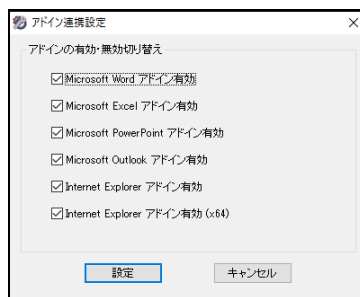 アドイン連携設定
アドインの有効・無効切り替え
Microsoft Word アドイン有効
Microsoft Excel アドイン有効
Microsoft PowerPoint アドイン有効
Microsoft Outlook アドイン有効
Internet Explorer アドイン有効
Internet Explorer アドイン有効 (x64)
設定 キャンセル